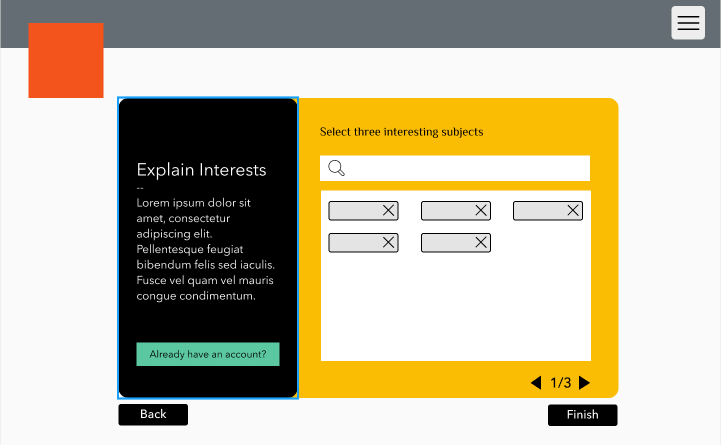 Explain Interests
--
Lorem ipsum dolor sit
amet, consectetur
adipiscing elit.
Pellentesque feugiat
bibendum felis sed iaculis.
Fusce vel quam vel mauris
congue condimentum.
Already have an account?
Select three interesting subjects
1/3
Back
Finish